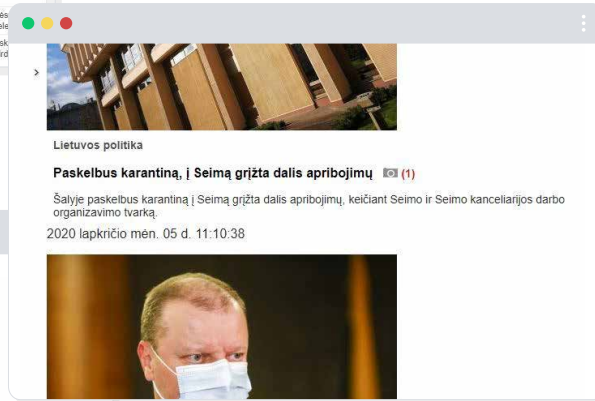 Lietuvos politika
Paskelbus karantiną, į Seimą grįžta dalis apribojimų (1)
Šalyje paskelbus karantiną į Seimą grįžta dalis apribojimų, keičiant Seimo ir Seimo kanceliarijos darbo
organizavimo tvarką.
2020 lapkričio mėn. 05 d. 11:10:38